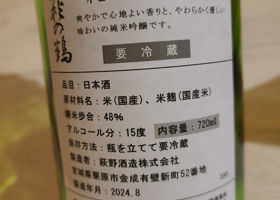 萩の鶴
爽やかで心地よい香りと、やわらかく優しい
味わいの純米吟醸です。
要冷蔵
品目：日本酒
原材料名：米(国産)、米麹(国産米)
精米歩合：48%
アルコール分：15度 内容量：720ml
保存方法：瓶を立てて要冷蔵
製造者：萩野酒造株式会社
宮城県栗原市金成有壁新町52番地
製造年月：2024.8